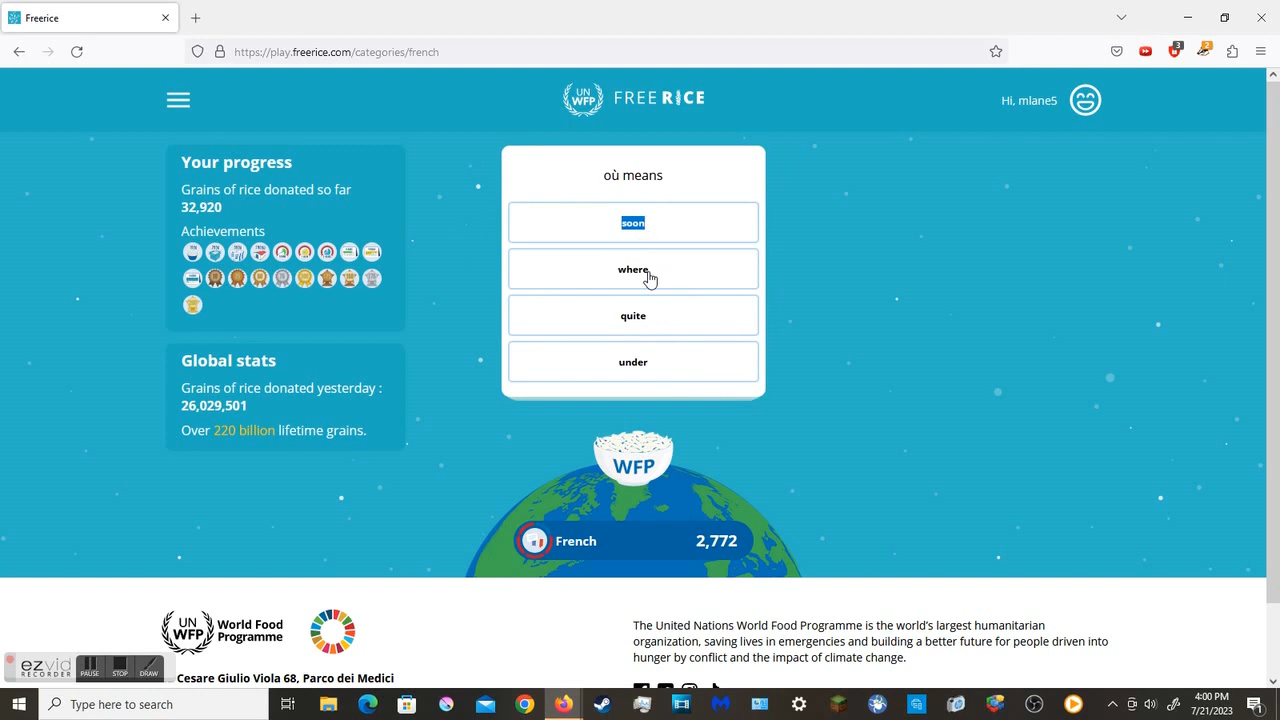 Freerice
https://play.freerice.com/categories/french
3
2
UN
WFP
FREERICE
Hi, mlane5
Your progress
Grains of rice donated so far
32,920
Achievements
Global stats
Grains of rice donated yesterday :
26,029,501
Over 220 billion lifetime grains.
où means
soon
where
quite
under
WFP
French
2,772
UN
WFP
World Food
Programme
Cesare Giulio Viola 68, Parco dei Medici
The United Nations World Food Programme is the world's largest humanitarian
organization, saving lives in emergencies and building a better future for people driven into
hunger by conflict and the impact of climate change.
ezvid
RECORDER
PAUSE
STOP
DRAW
Type here to search
4:00 PM
7/21/2023